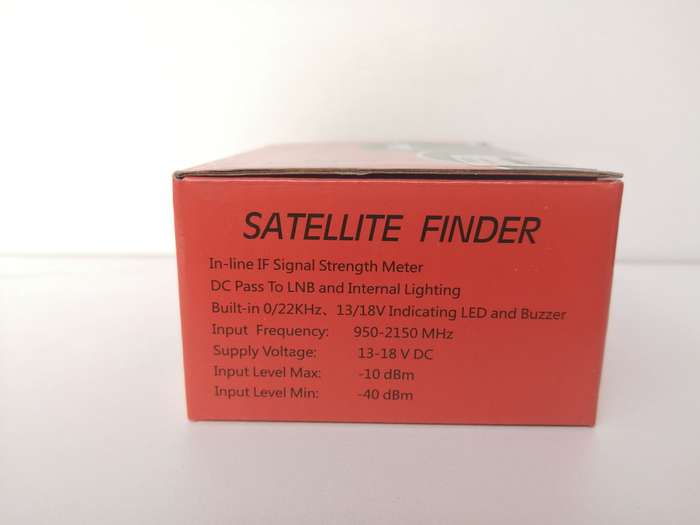 SATELLITE FINDER
In-line IF Signal Strength Meter
DC Pass To LNB and Internal Lighting
Built-in 0/22KHz、13/18V Indicating LED and Buzzer
Input Frequency: 950-2150 MHz
Supply Voltage: 13-18 V DC
Input Level Max: -10 dBm
Input Level Min: -40 dBm